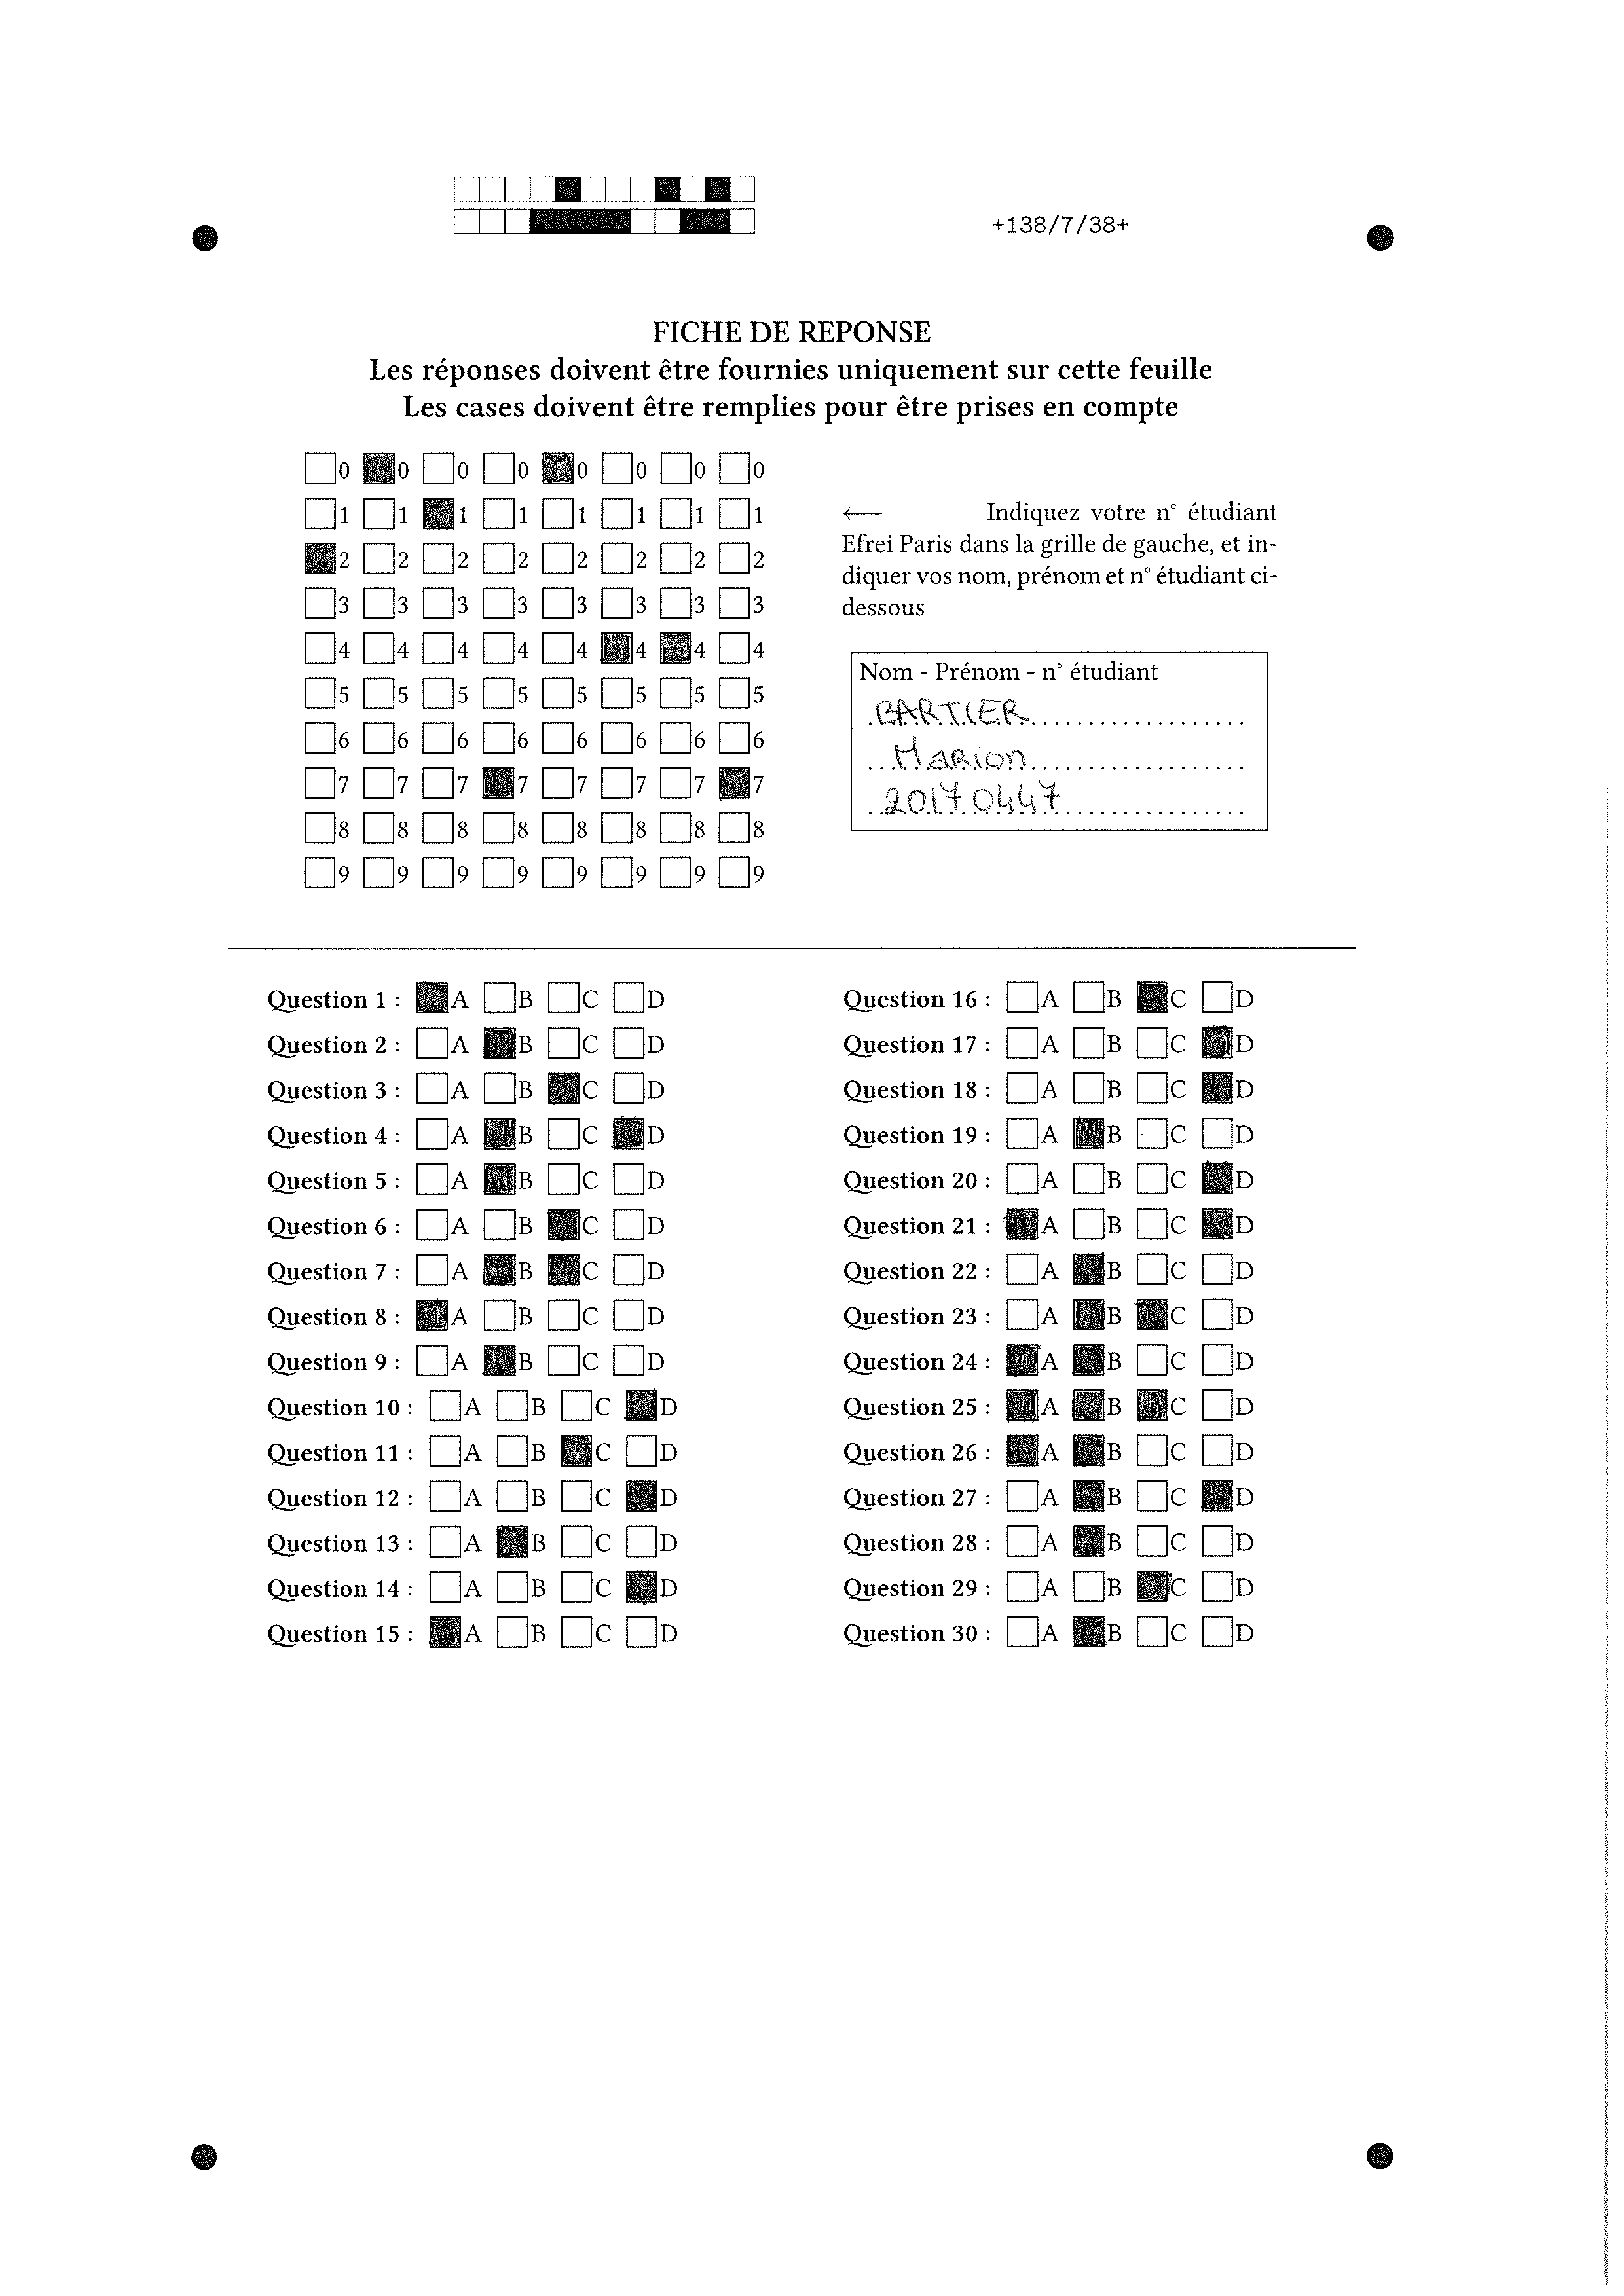 +138/7/38+
FICHE DE REPONSE
Les réponses doivent être fournies uniquement sur cette feuille
Les cases doivent être remplies pour être prises en compte
0 0 0 0 0 0 0 0
1 1 1 1 1 1 1 1
2 2 2 2 2 2 2 2
3 3 3 3 3 3 3 3
4 4 4 4 4 4 4 4
5 5 5 5 5 5 5 5
6 6 6 6 6 6 6 6
7 7 7 7 7 7 7 7
8 8 8 8 8 8 8 8
9 9 9 9 9 9 9 9
← Indiquez votre n° étudiant
Efrei Paris dans la grille de gauche, et in-
diquer vos nom, prénom et n° étudiant ci-
dessous
Nom - Prénom - n° étudiant
BARTIER
Marion
20170447
Question 1 : A B C D
Question 2 : A B C D
Question 3 : A B C D
Question 4 : A B C D
Question 5 : A B C D
Question 6 : A B C D
Question 7 : A B C D
Question 8 : A B C D
Question 9 : A B C D
Question 10 : A B C D
Question 11 : A B C D
Question 12 : A B C D
Question 13 : A B C D
Question 14 : A B C D
Question 15 : A B C D
Question 16 : A B C D
Question 17 : A B C D
Question 18 : A B C D
Question 19 : A B C D
Question 20 : A B C D
Question 21 : A B C D
Question 22 : A B C D
Question 23 : A B C D
Question 24 : A B C D
Question 25 : A B C D
Question 26 : A B C D
Question 27 : A B C D
Question 28 : A B C D
Question 29 : A B C D
Question 30 : A B C D